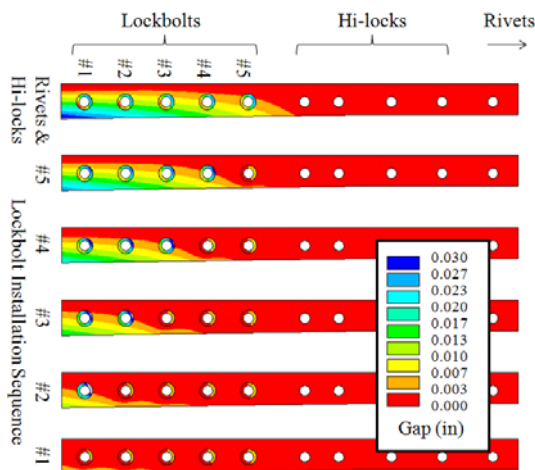 Lockbolts
Hi-locks
Rivets
#1
#2
#3
#4
#5
Rivets &
Hi-locks
#5
#4
#3
#2
#1
Lockbolt Installation Sequence
0.030
0.027
0.023
0.020
0.017
0.013
0.010
0.007
0.003
0.000
Gap (in)